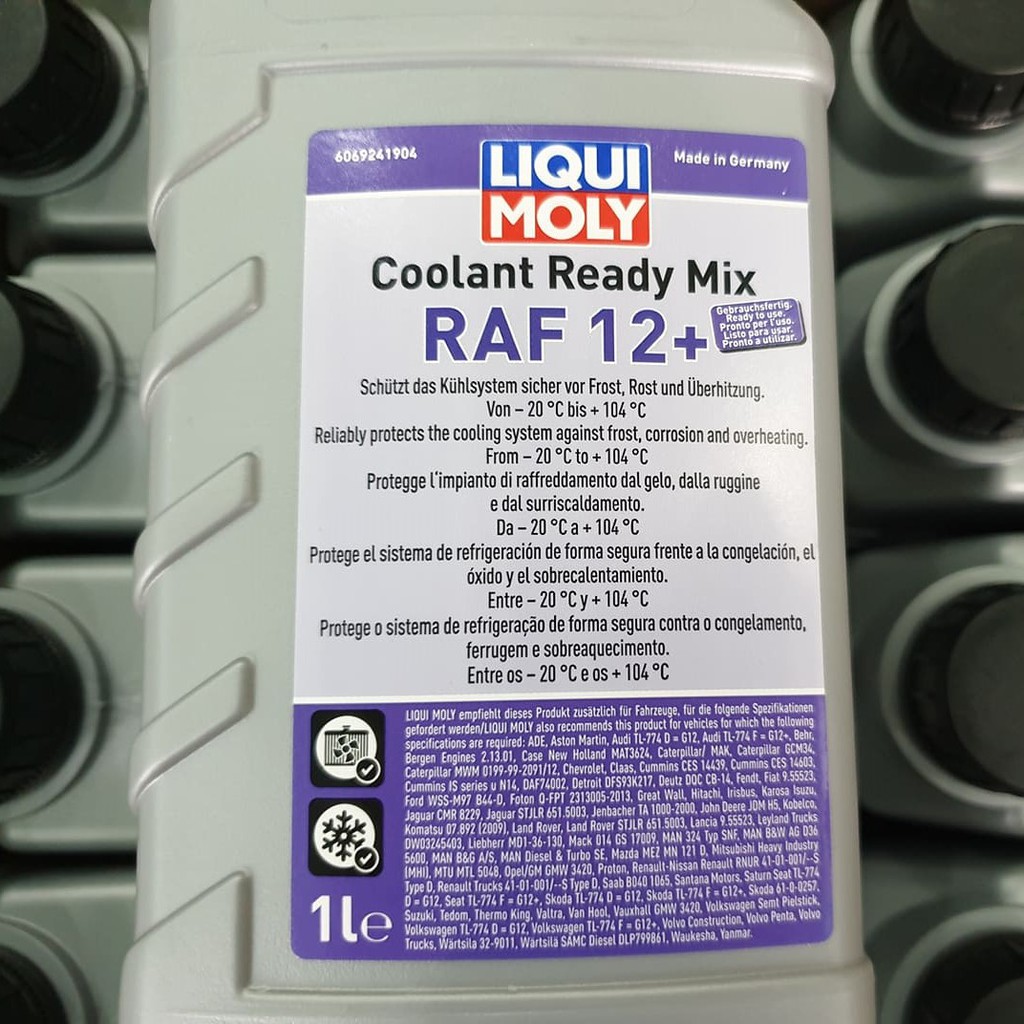 6069241904
LIQUI
MOLY
Made in Germany
Coolant Ready Mix
RAF 12+
Gebrauchsfertig.
Ready to use.
Pronto per l'uso.
Listo para usar.
Pronto a utilizar.
Schützt das Kühlsystem sicher vor Frost, Rost und Überhitzung.
Von – 20 °C bis + 104 °C
Reliably protects the cooling system against frost, corrosion and overheating.
From – 20 °C to + 104 °C
Protegge l'impianto di raffreddamento dal gelo, dalla ruggine
e dal surriscaldamento.
Da – 20 °C a + 104 °C
Protege el sistema de refrigeración de forma segura frente a la congelación, el
óxido y el sobrecalentamiento.
Entre – 20 °C y + 104 °C
Protege o sistema de refrigeração de forma segura contra o congelamento,
ferrugem e sobreaquecimento.
Entre os – 20 °C e os + 104 °C
LIQUI MOLY empfiehlt dieses Produkt zusätzlich für Fahrzeuge, für die folgende Spezifikationen
gefordert werden/LIQUI MOLY also recommends this product for vehicles for which the following
specifications are required: ADE, Aston Martin, Audi TL-774 D = G12, Audi TL-774 F = G12+, Behr,
Bergen Engines 2.13.01, Case New Holland MAT3624, Caterpillar/ MAK, Caterpillar GCM34,
Caterpillar MWM 0199-99-2091/12, Chevrolet, Claas, Cummins CES 14439, Cummins CES 14603,
Cummins IS series u N14, DAF74002, Detroit DFS93K217, Deutz DQC CB-14, Fendt, Fiat 9.55523,
Ford WSS-M97 B44-D, Foton Q-FPT 2313005-2013, Great Wall, Hitachi, Irisbus, Karosa Isuzu,
Jaguar CMR 8229, Jaguar STJLR 651.5003, Jenbacher TA 1000-2000, John Deere JDM H5, Kobelco,
Komatsu 07.892 (2009), Land Rover, Land Rover STJLR 651.5003, Lancia 9.55523, Leyland Trucks
DW03245403, Liebherr MD1-36-130, Mack 014 GS 17009, MAN 324 Typ SNF, MAN B&W AG D36
5600, MAN B&G A/S, MAN Diesel & Turbo SE, Mazda MEZ MN 121 D, Mitsubishi Heavy Industry
(MHI), MTU MTL 5048, Opel/GM GMW 3420, Proton, Renault-Nissan Renault RNUR 41-01-001/--S
Type D, Renault Trucks 41-01-001/--S Type D, Saab B040 1065, Santana Motors, Saturn Seat TL-774
D = G12, Seat TL-774 F = G12+, Skoda TL-774 D = G12, Skoda TL-774 F = G12+, Skoda 61-0-0257,
Suzuki, Tedom, Thermo King, Valtra, Van Hool, Vauxhall GMW 3420, Volkswagen Semt Pielstick,
Volkswagen TL-774 D = G12, Volkswagen TL-774 F = G12+, Volvo Construction, Volvo Penta, Volvo
Trucks, Wärtsila 32-9011, Wärtsilä SAMC Diesel DLP799861, Waukesha, Yanmar.
1l e